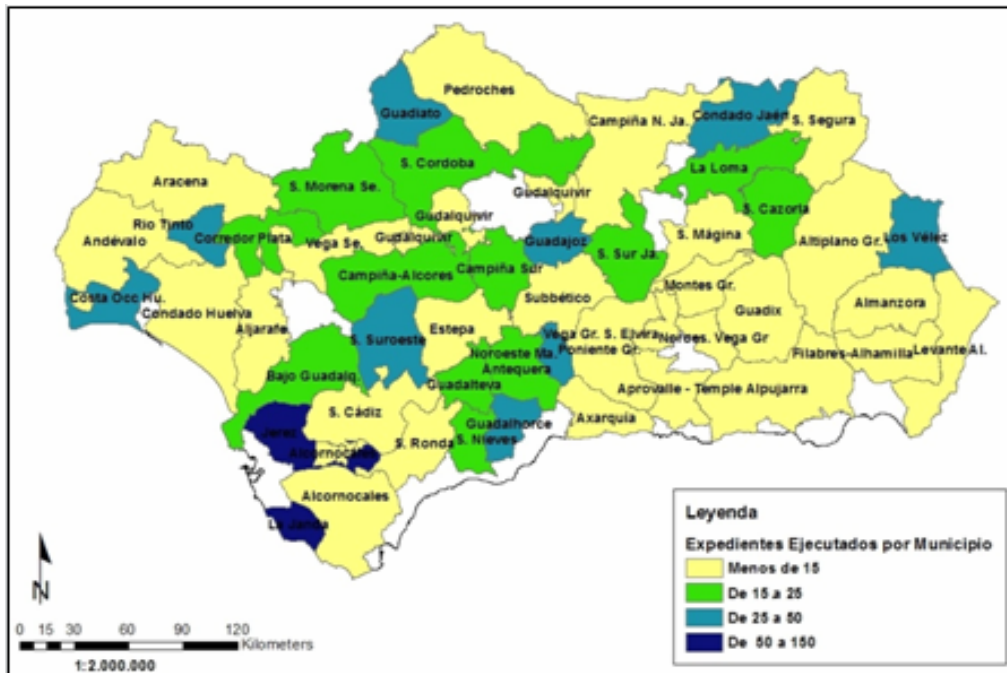 Pedroches
Guadiato
Campiña N. Ja.
Condado Jaén
S. Segura
S. Cordoba
La Loma
Aracena
S. Morena Se.
Gudalquivir
S. Cazorla
Rio Tinto
Gudalquivir
Andévalo
Corredor Plata
Vega Se.
Gudalquivir
Guadajoz
S. Mágina
Altiplano Gr.
Los Vélez
S. Sur Ja.
Campiña-Alcores
Campiña Sur
Montes Gr.
Costa Occ Hu.
Subbético
Guadix
Almanzora
Condado Huelva
Aljarafe
S. Suroeste
Estepa
Vega Gr. S. Elvira
Nordes. Vega Gr
Noroeste Ma.
Poniente Gr.
Filabres-Alhamilla
Levante Al.
Bajo Guadalq.
Antequera
Guadalteva
Aprovalle - Temple Alpujarra
S. Cádiz
Guadalhorce
Axarquía
Jerez
S. Ronda
S. Nieves
Alcornocales
Alcornocales
La Janda
Leyenda
Expedientes Ejecutados por Municipio
Menos de 15
De 15 a 25
De 25 a 50
De 50 a 150
N
0 15 30 60 90 120
Kilometers
1:2.000.000